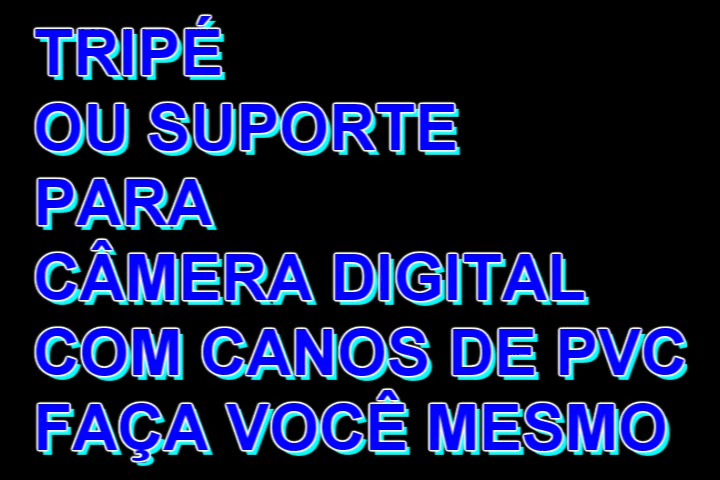 TRIPÉ
OU SUPORTE
PARA
CÂMERA DIGITAL
COM CANOS DE PVC
FAÇA VOCÊ MESMO